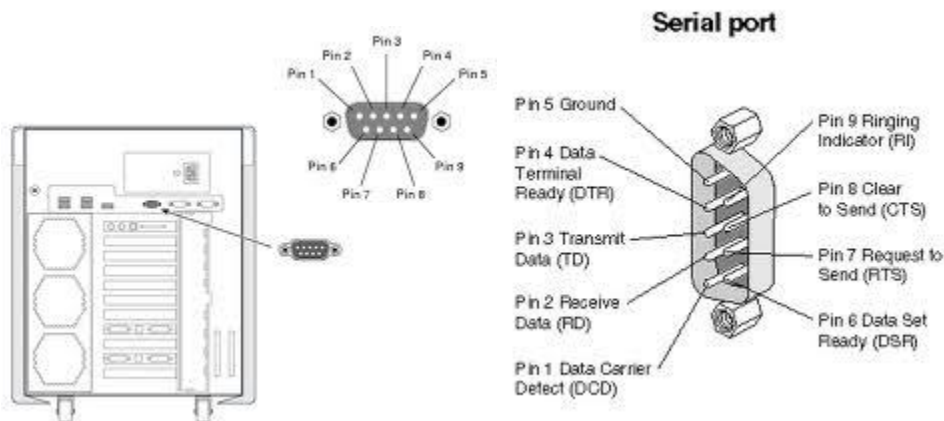 Serial port
Pin 3
Pin 2
Pin 4
Pin 1
Pin 5
Pin 6
Pin 9
Pin 7
Pin 8
Pin 5 Ground
Pin 4 Data
Terminal
Ready (DTR)
Pin 3 Transmit
Data (TD)
Pin 2 Receive
Data (RD)
Pin 1 Data Carrier
Detect (DCD)
Pin 9 Ringing
Indicator (RI)
Pin 8 Clear
to Send (CTS)
Pin 7 Request to
Send (RTS)
Pin 6 Data Set
Ready (DSR)